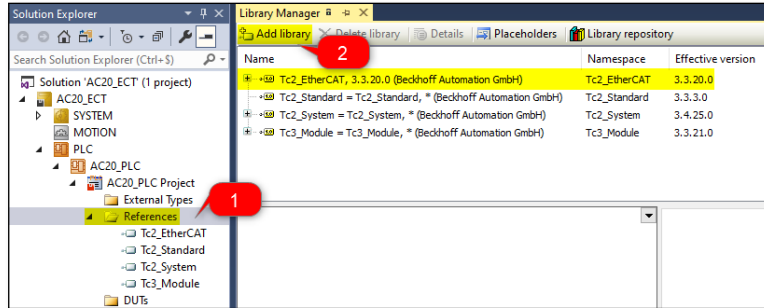 Solution Explorer
Search Solution Explorer (Ctrl+$)
Solution 'AC20_ECT' (1 project)
AC20_ECT
SYSTEM
MOTION
PLC
AC20_PLC
AC20_PLC Project
External Types
References
Tc2_EtherCAT
Tc2_Standard
Tc2_System
Tc3_Module
DUTs
1
Library Manager
Add library Delete library Details Placeholders Library repository
2
Name Namespace Effective version
Tc2_EtherCAT, 3.3.20.0 (Beckhoff Automation GmbH) Tc2_EtherCAT 3.3.20.0
Tc2_Standard = Tc2_Standard, * (Beckhoff Automation GmbH) Tc2_Standard 3.3.3.0
Tc2_System = Tc2_System, * (Beckhoff Automation GmbH) Tc2_System 3.4.25.0
Tc3_Module = Tc3_Module, * (Beckhoff Automation GmbH) Tc3_Module 3.3.21.0